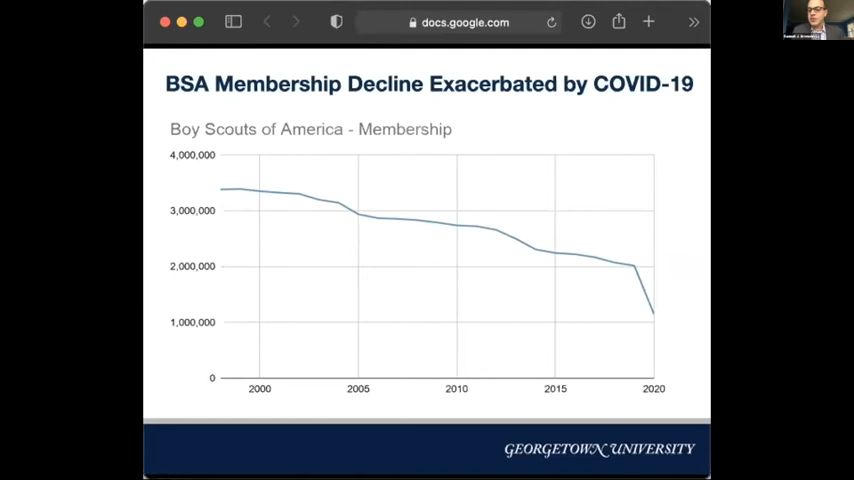 docs.google.com
BSA Membership Decline Exacerbated by COVID-19
Boy Scouts of America - Membership
4,000,000
3,000,000
2,000,000
1,000,000
0
2000 2005 2010 2015 2020
GEORGETOWN UNIVERSITY